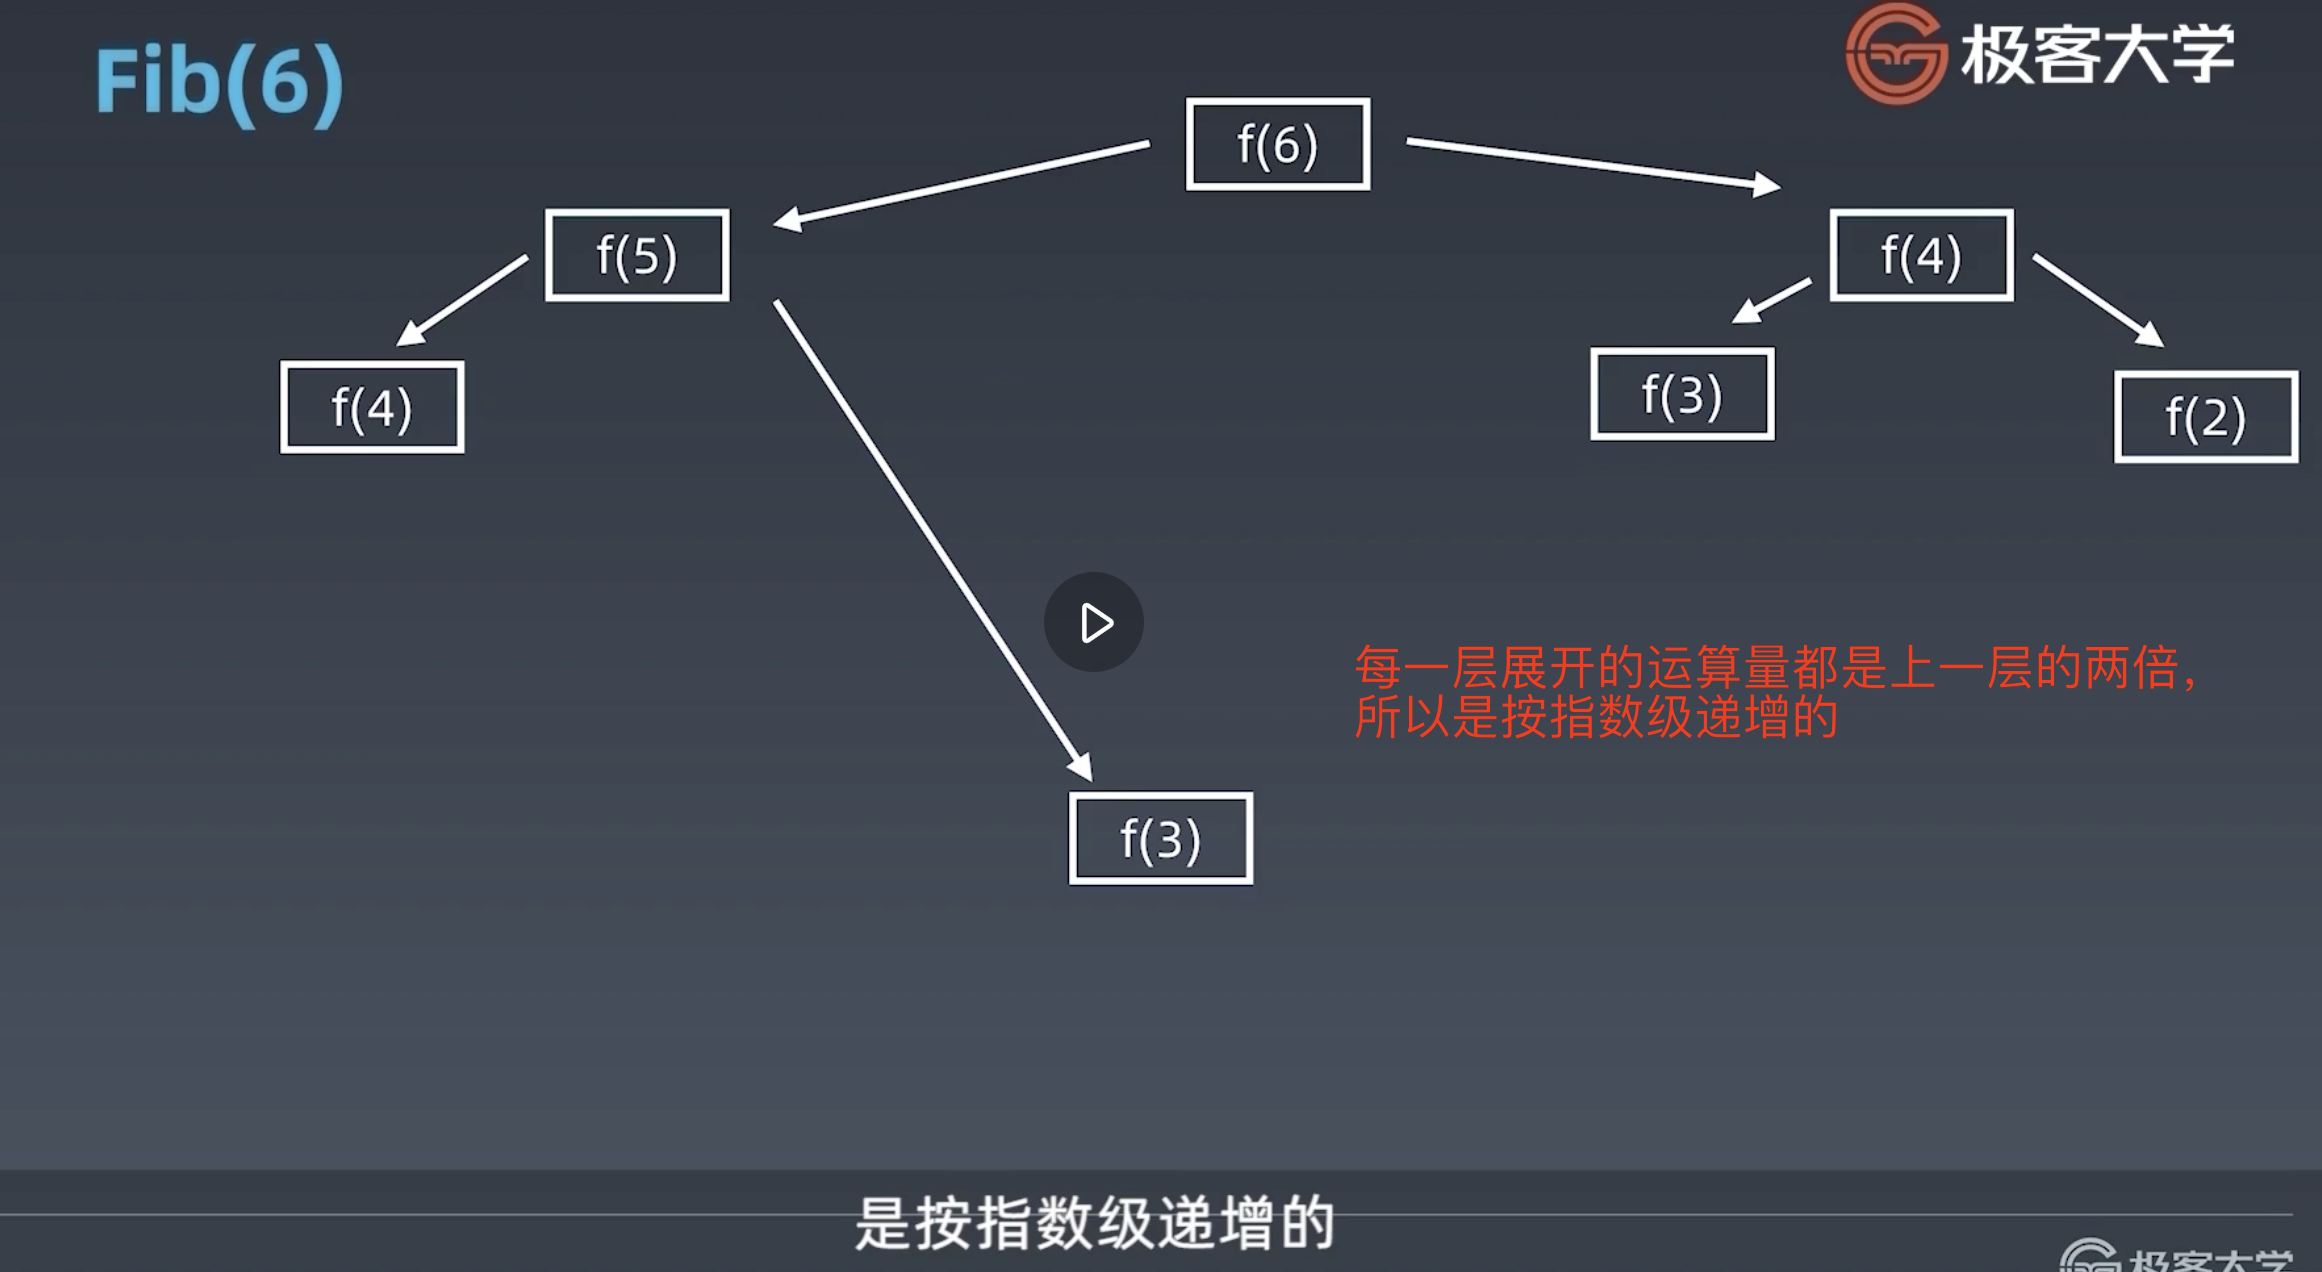 Fib(6)
极客大学
f(6)
f(5)
f(4)
f(4)
f(3)
f(2)
每一层展开的运算量都是上一层的两倍，
所以是按指数级递增的
f(3)
是按指数级递增的
极客大学